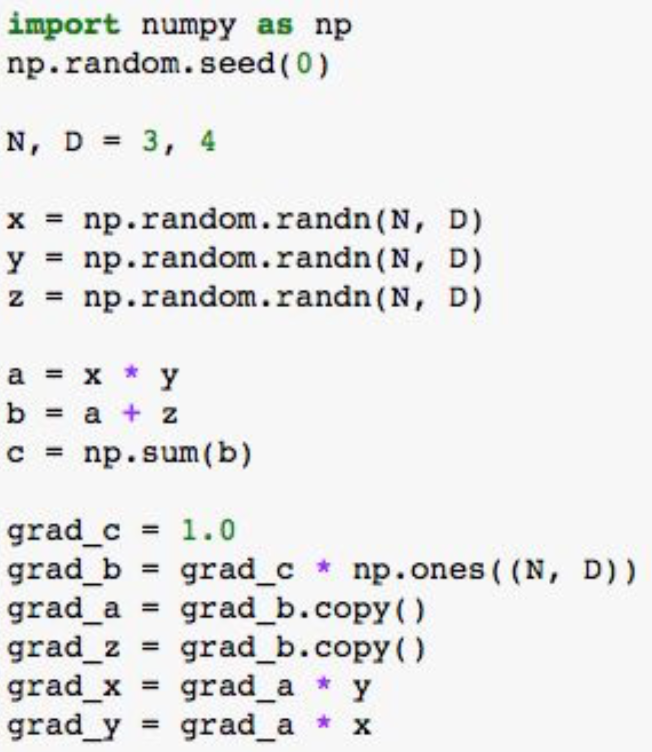 import numpy as np
np.random.seed(0)
N, D = 3, 4
x = np.random.randn(N, D)
y = np.random.randn(N, D)
z = np.random.randn(N, D)
a = x * y
b = a + z
c = np.sum(b)
grad_c = 1.0
grad_b = grad_c * np.ones((N, D))
grad_a = grad_b.copy()
grad_z = grad_b.copy()
grad_x = grad_a * y
grad_y = grad_a * x